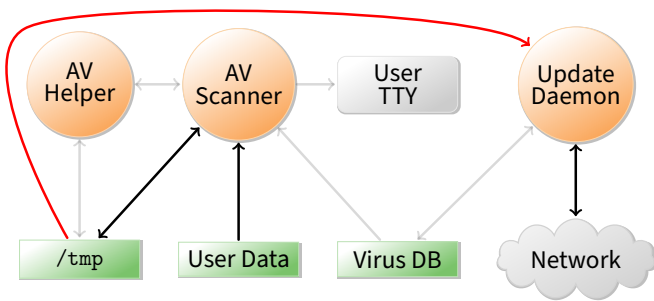 AV
Helper
AV
Scanner
User
TTY
Update
Daemon
/tmp
User Data
Virus DB
Network